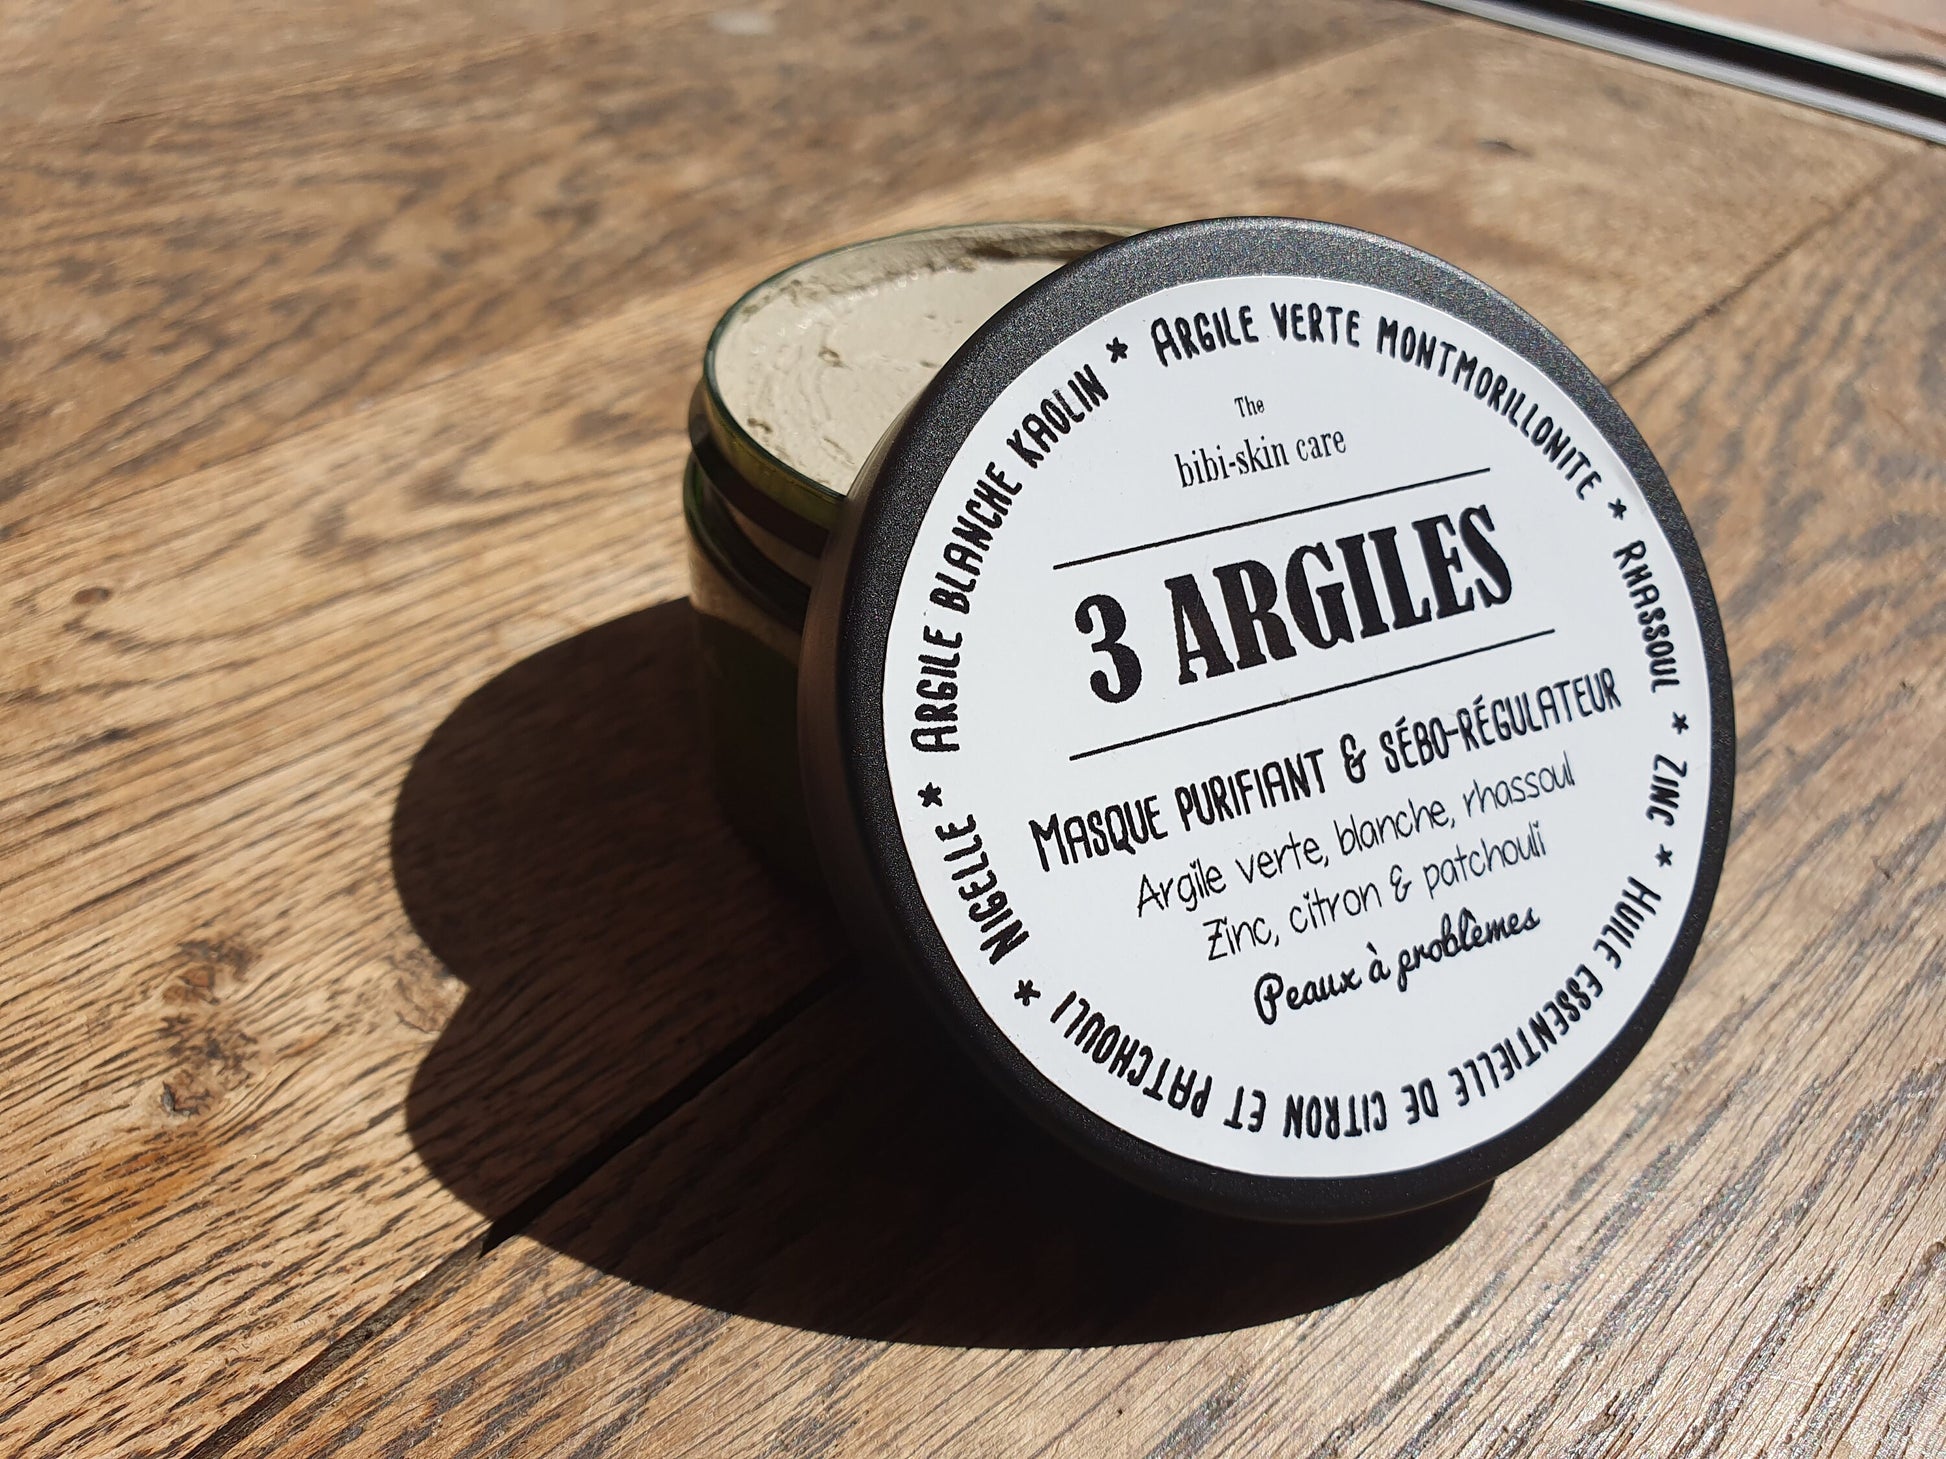 The
bibi-skin care
3 ARGILES
MASQUE PURIFIANT & SÉBO-RÉGULATEUR
Argile verte, blanche, rhassoul
Zinc, citron & patchouli
Peaux à problèmes
ARGILE VERTE MONTMORILLONITE * RHASSOUL * ZINC * HUILE ESSENTIELLE DE CITRON ET PATCHOULI * NIGELLE * ARGILE BLANCHE KAOLIN *